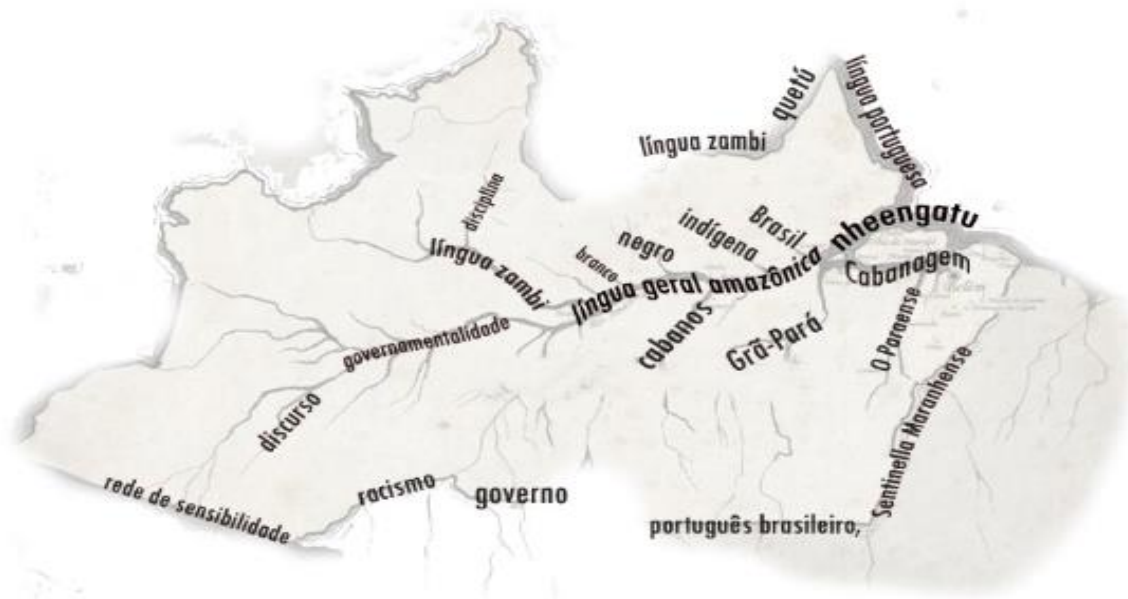 quetú
língua portuguesa
língua zambi
disciplina
nheengatu
Brasil
indígena
negro
branco
língua zambi
língua geral amazônica
Cabanagem
Belém
governamentalidade
cabanos
Grã-Pará
O Paraense
Sentinella Maranhense
discurso
rede de sensibilidade
racismo
governo
português brasileiro,